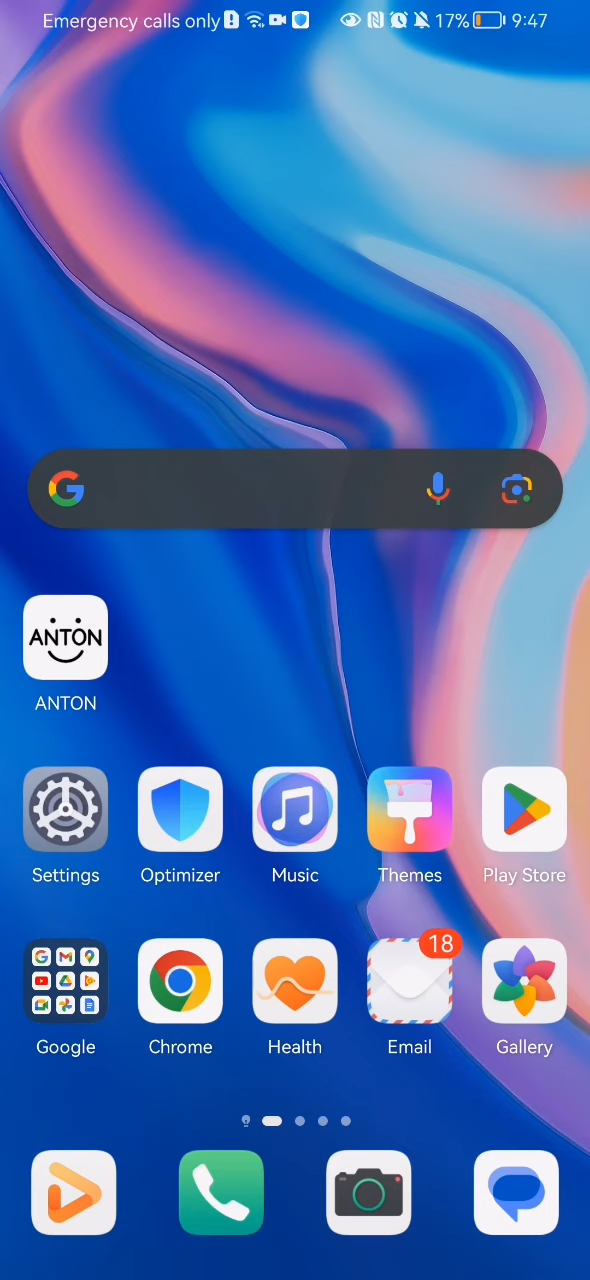 Emergency calls only 17% 9:47
ANTON
ANTON
Settings Optimizer Music Themes Play Store
18
Google Chrome Health Email Gallery